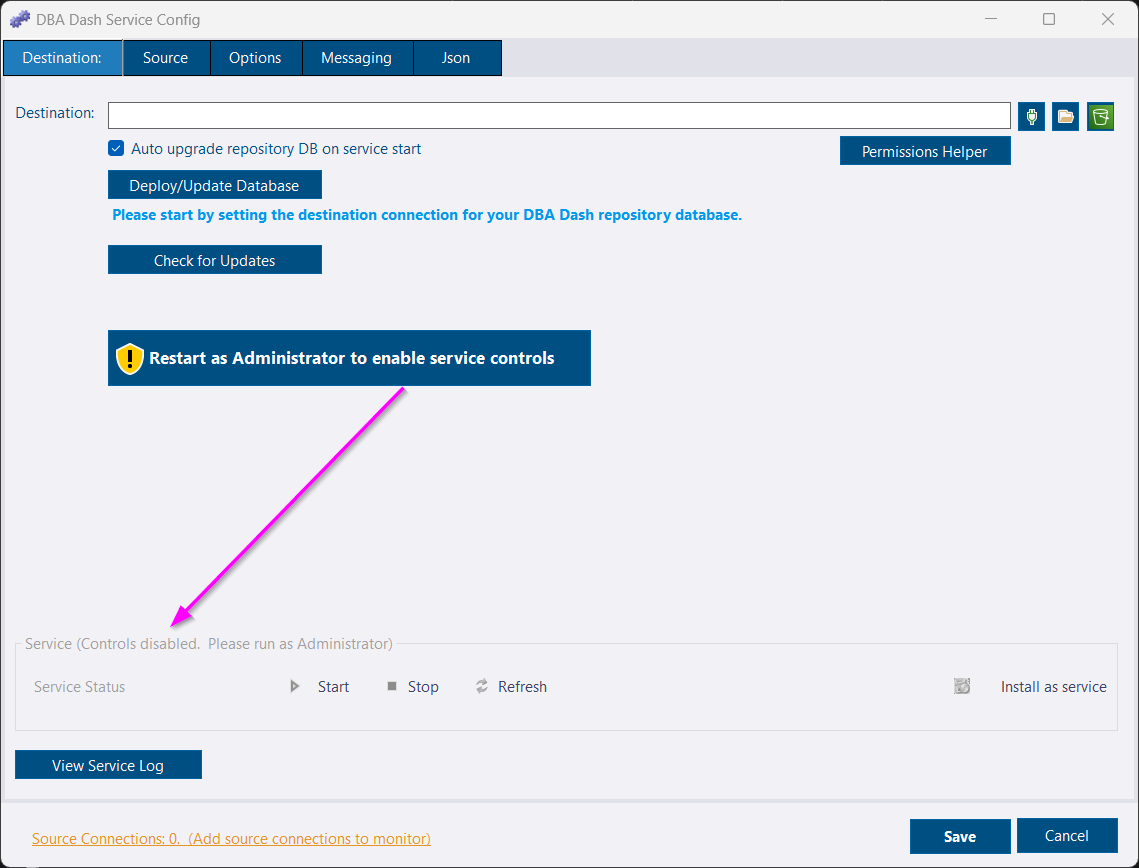 DBA Dash Service Config
Destination: Source Options Messaging Json
Destination:
Auto upgrade repository DB on service start
Permissions Helper
Deploy/Update Database
Please start by setting the destination connection for your DBA Dash repository database.
Check for Updates
Restart as Administrator to enable service controls
Service (Controls disabled.  Please run as Administrator)
Service Status Start Stop Refresh Install as service
View Service Log
Source Connections: 0.  (Add source connections to monitor)
Save Cancel